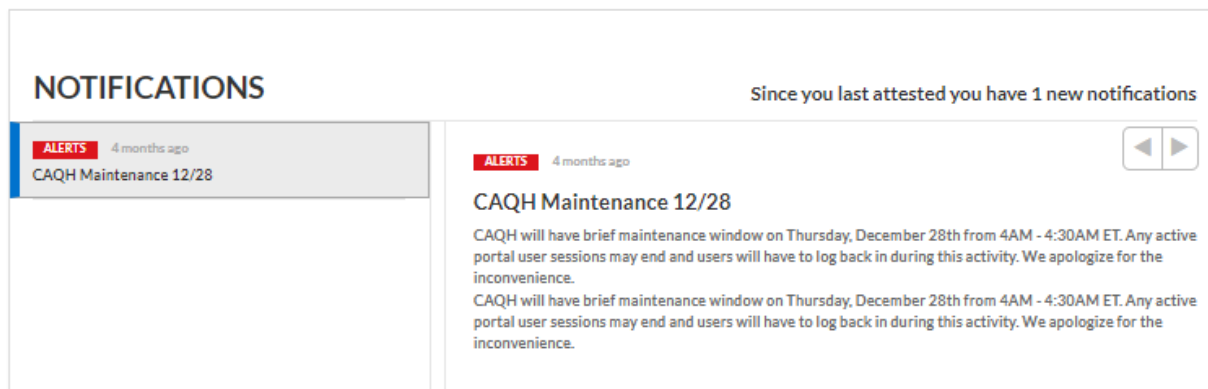 NOTIFICATIONS
Since you last attested you have 1 new notifications
ALERTS 4 months ago
CAQH Maintenance 12/28
ALERTS 4 months ago
CAQH Maintenance 12/28
CAQH will have brief maintenance window on Thursday, December 28th from 4AM - 4:30AM ET. Any active
portal user sessions may end and users will have to log back in during this activity. We apologize for the
inconvenience.
CAQH will have brief maintenance window on Thursday, December 28th from 4AM - 4:30AM ET. Any active
portal user sessions may end and users will have to log back in during this activity. We apologize for the
inconvenience.